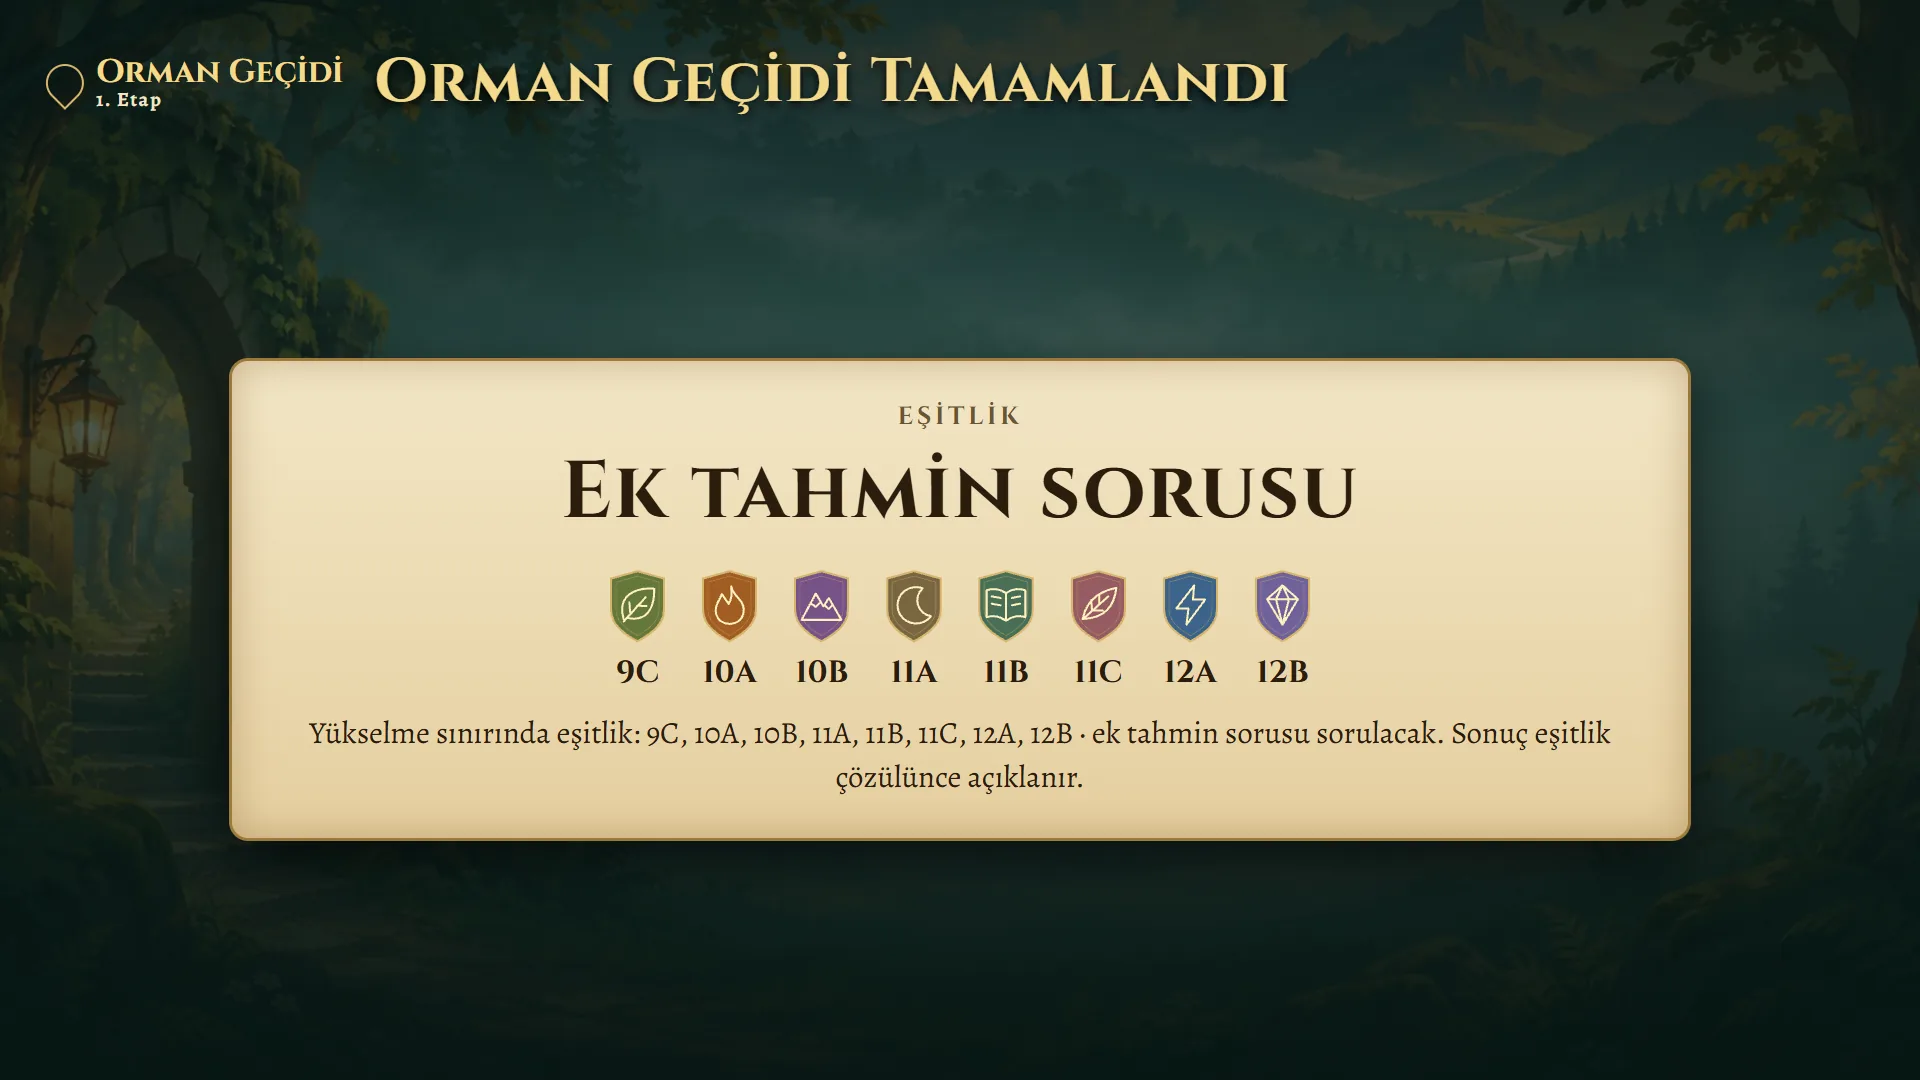 Orman Geçidi
1. Etap
Orman Geçidi Tamamlandı
EŞİTLİK
Ek tahmin sorusu
9C 10A 10B 11A 11B 11C 12A 12B
Yükselme sınırında eşitlik: 9C, 10A, 10B, 11A, 11B, 11C, 12A, 12B · ek tahmin sorusu sorulacak. Sonuç eşitlik
çözülünce açıklanır.